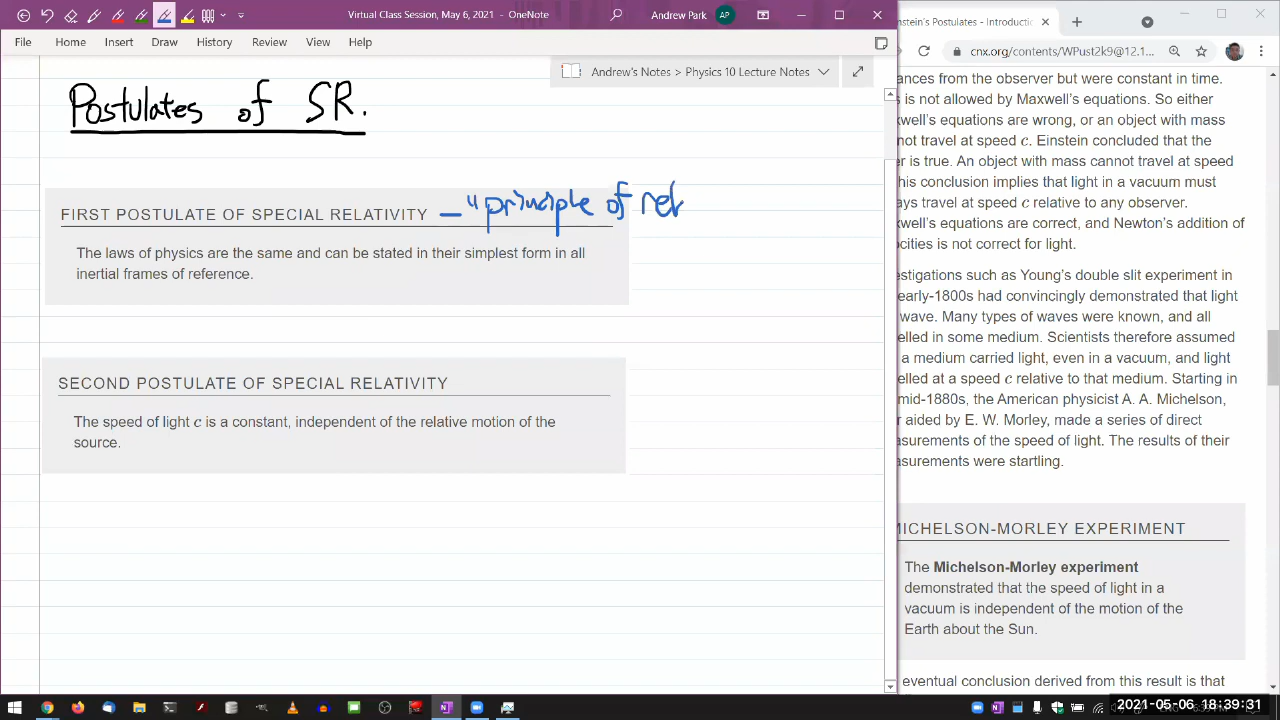 Virtual Class Session, May 6, 2021 - OneNote
Andrew Park
AP
File Home Insert Draw History Review View Help
Andrew's Notes > Physics 10 Lecture Notes
Postulates of SR.
FIRST POSTULATE OF SPECIAL RELATIVITY — "principle of rel
The laws of physics are the same and can be stated in their simplest form in all
inertial frames of reference.
SECOND POSTULATE OF SPECIAL RELATIVITY
The speed of light c is a constant, independent of the relative motion of the
source.
nstein's Postulates - Introductio
cnx.org/contents/WPust2k9@12.1...
ances from the observer but were constant in time.
s is not allowed by Maxwell's equations. So either
xwell's equations are wrong, or an object with mass
not travel at speed c. Einstein concluded that the
er is true. An object with mass cannot travel at speed
his conclusion implies that light in a vacuum must
ays travel at speed c relative to any observer.
xwell's equations are correct, and Newton's addition of
ocities is not correct for light.
estigations such as Young's double slit experiment in
early-1800s had convincingly demonstrated that light
wave. Many types of waves were known, and all
elled in some medium. Scientists therefore assumed
a medium carried light, even in a vacuum, and light
elled at a speed c relative to that medium. Starting in
mid-1880s, the American physicist A. A. Michelson,
r aided by E. W. Morley, made a series of direct
asurements of the speed of light. The results of their
asurements were startling.
MICHELSON-MORLEY EXPERIMENT
The Michelson-Morley experiment
demonstrated that the speed of light in a
vacuum is independent of the motion of the
Earth about the Sun.
eventual conclusion derived from this result is that
2021-05-06 18:39:31